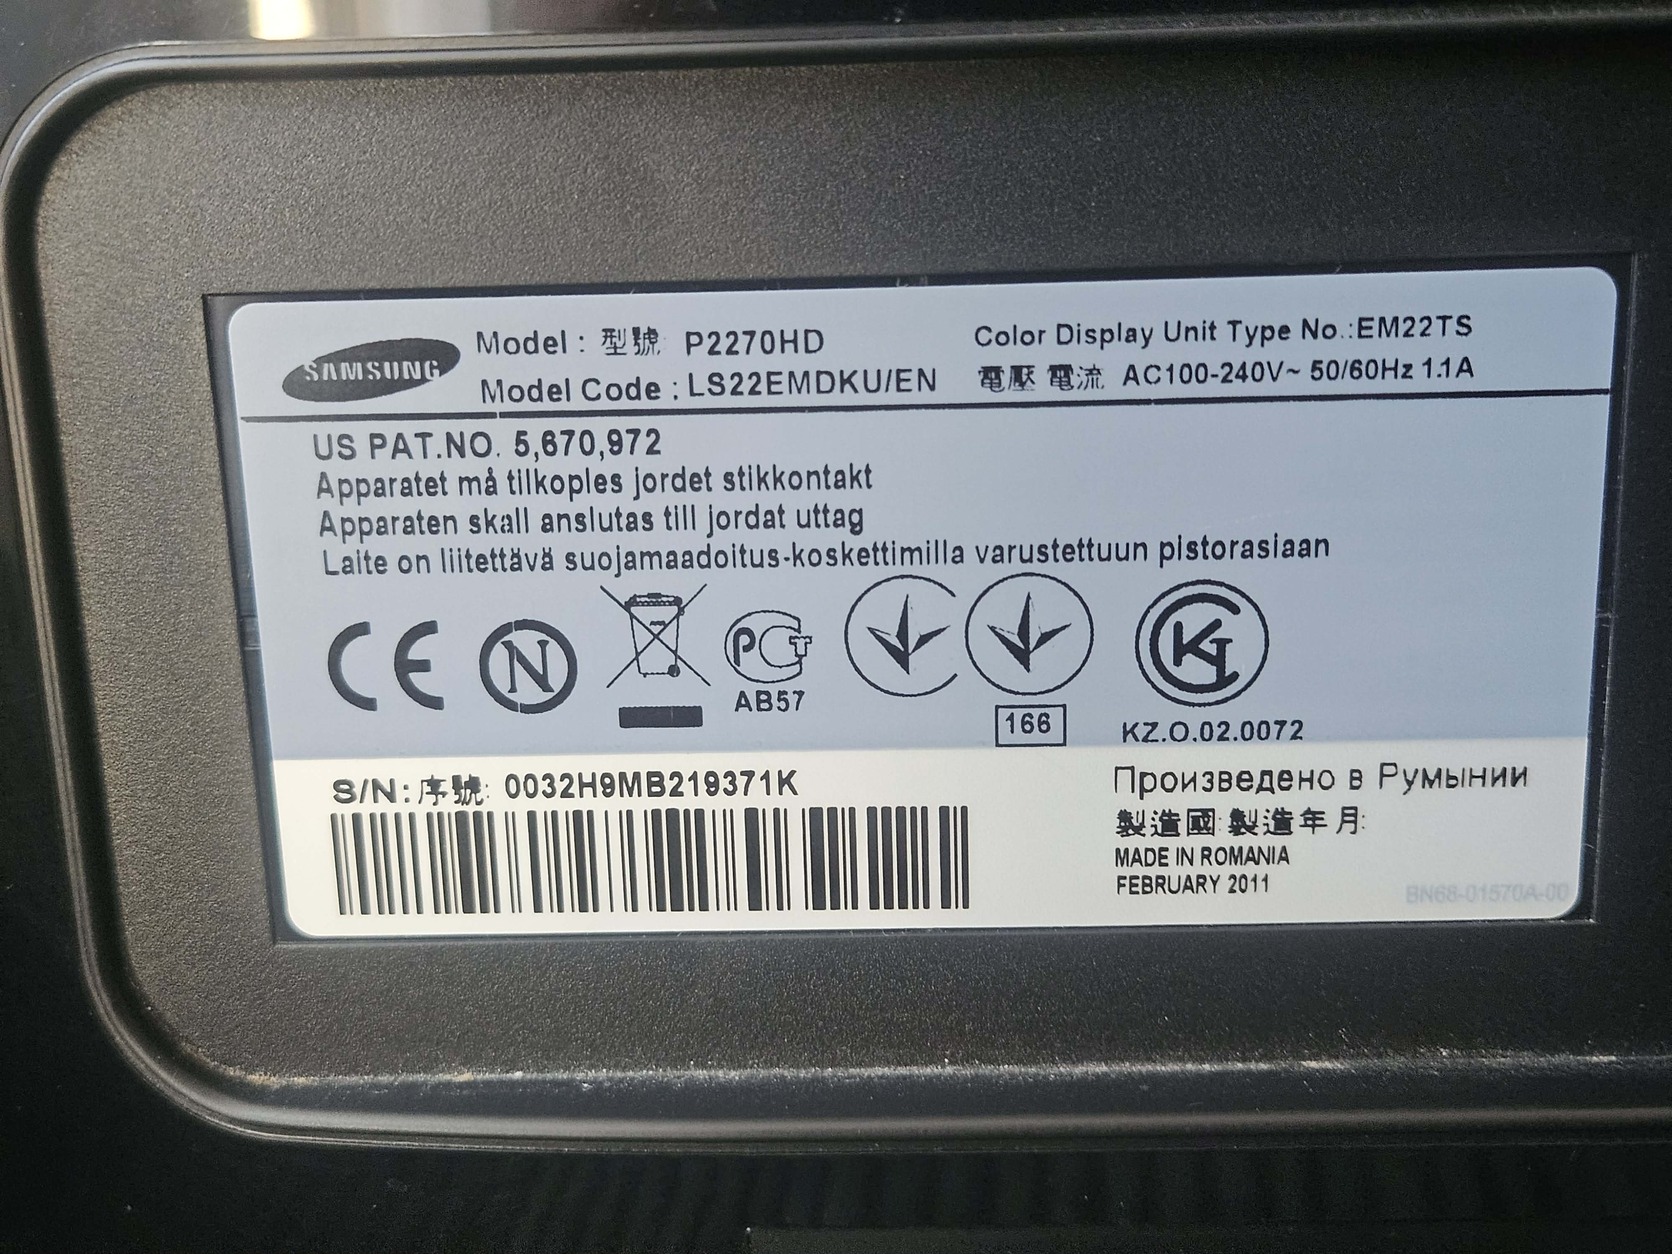 SAMSUNG
Model : 型號: P2270HD
Model Code : LS22EMDKU/EN
Color Display Unit Type No.:EM22TS
電壓 電流 AC100-240V~ 50/60Hz 1.1A
US PAT.NO. 5,670,972
Apparatet må tilkoples jordet stikkontakt
Apparaten skall anslutas till jordat uttag
Laite on liitettävä suojamaadoitus-koskettimilla varustettuun pistorasiaan
CE N PCT
AB57
166
KZ.O.02.0072
S/N: 序號: 0032H9MB219371K
Произведено в Румынии
製造國: 製造年月:
MADE IN ROMANIA
FEBRUARY 2011
BN68-01570A-00